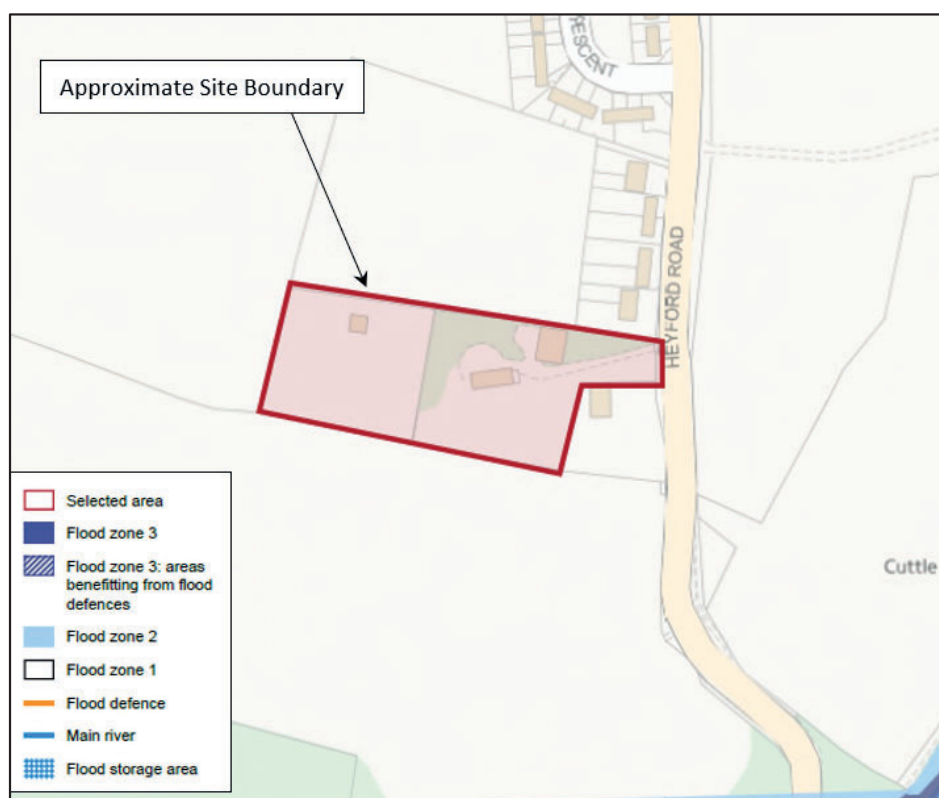 CRESCENT
Approximate Site Boundary
HEYFORD ROAD
Selected area
Flood zone 3
Flood zone 3: areas
benefitting from flood
defences
Flood zone 2
Flood zone 1
Flood defence
Main river
Flood storage area
Cuttle